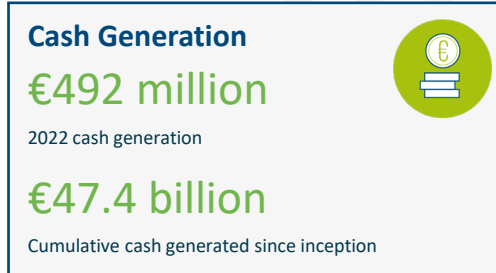 Cash Generation
€
€492 million
2022 cash generation
€47.4 billion
Cumulative cash generated since inception